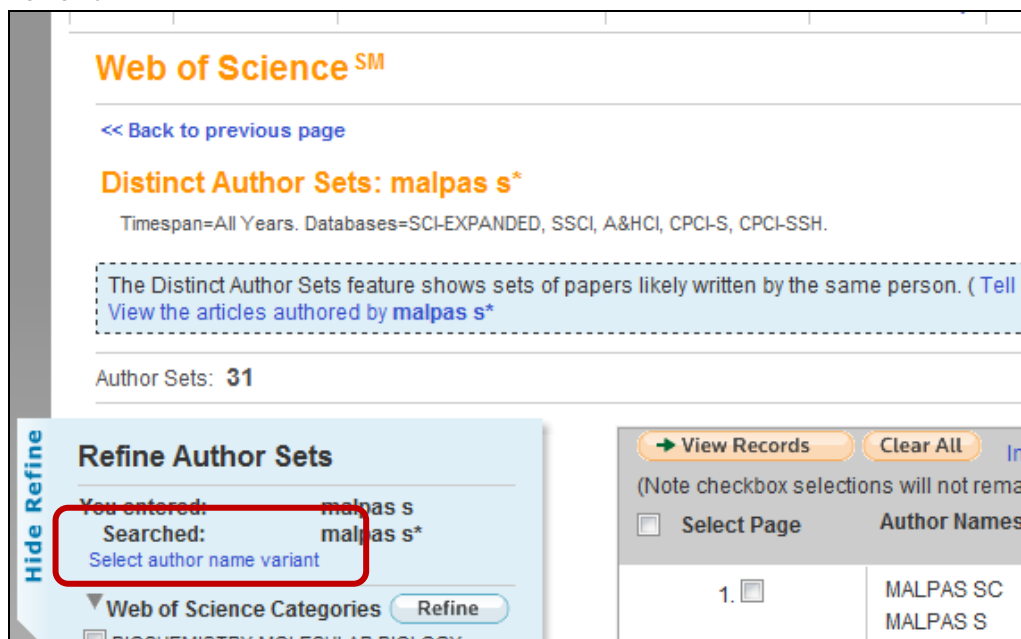 Web of Science SM
<< Back to previous page
Distinct Author Sets: malpas s*
Timespan=All Years. Databases=SCI-EXPANDED, SSCI, A&HCI, CPCI-S, CPCI-SSH.
The Distinct Author Sets feature shows sets of papers likely written by the same person. ( Tell
View the articles authored by malpas s*
Author Sets: 31
Hide Refine
Refine Author Sets
You entered: malpas s
Searched: malpas s*
Select author name variant
Web of Science Categories Refine
BIOCHEMISTRY MOLECULAR BIOLOGY
View Records Clear All
(Note checkbox selections will not rema
Select Page Author Names
1. MALPAS SC
MALPAS S